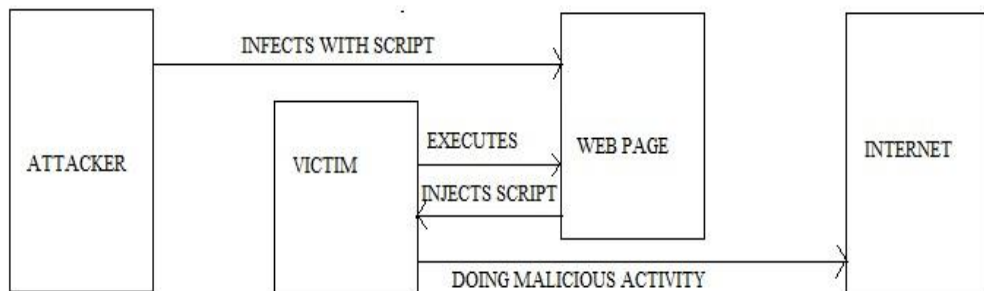 INFECTS WITH SCRIPT
ATTACKER
VICTIM
EXECUTES
WEB PAGE
INTERNET
INJECTS SCRIPT
DOING MALICIOUS ACTIVITY